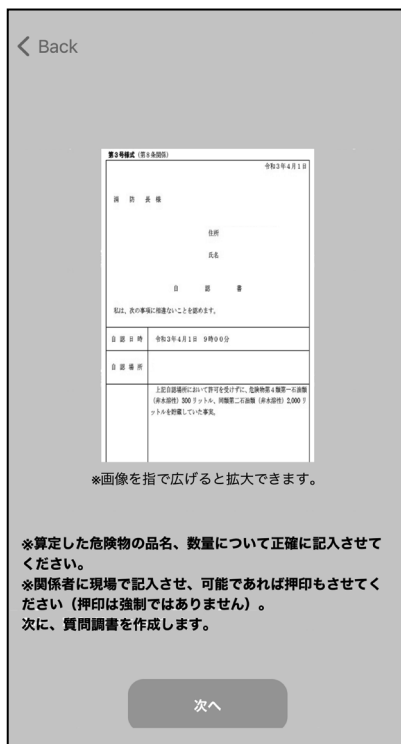 Back
第3号様式（第8条関係）
令和3年4月1日
消 防 長 様
住所
氏名
自 認 書
私は、次の事項に相違ないことを認めます。
自 認 日 時 令和3年4月1日 9時00分
自 認 場 所
上記自認場所において許可を受けずに、危険物第4類第一石油類
（非水溶性）300リットル、同類第二石油類（非水溶性）2,000リ
ットルを貯蔵していた事実。
*画像を指で広げると拡大できます。
※算定した危険物の品名、数量について正確に記入させて
ください。
※関係者に現場で記入させ、可能であれば押印もさせてく
ださい（押印は強制ではありません）。
次に、質問調書を作成します。
次へ